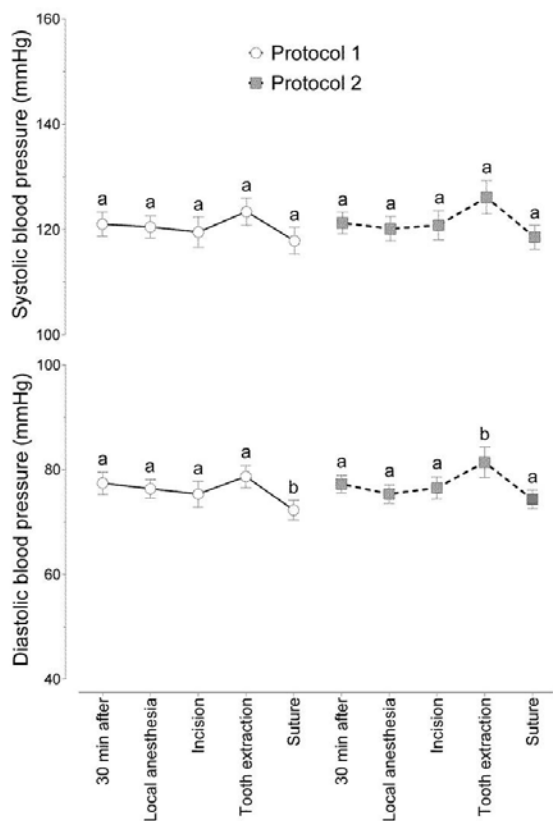 Systolic blood pressure (mmHg)
160
140
120
100
Protocol 1
Protocol 2
a a a a a a a a a a
Diastolic blood pressure (mmHg)
100
80
60
40
a a a a b a a a b a
30 min after
Local anesthesia
Incision
Tooth extraction
Suture
30 min after
Local anesthesia
Incision
Tooth extraction
Suture